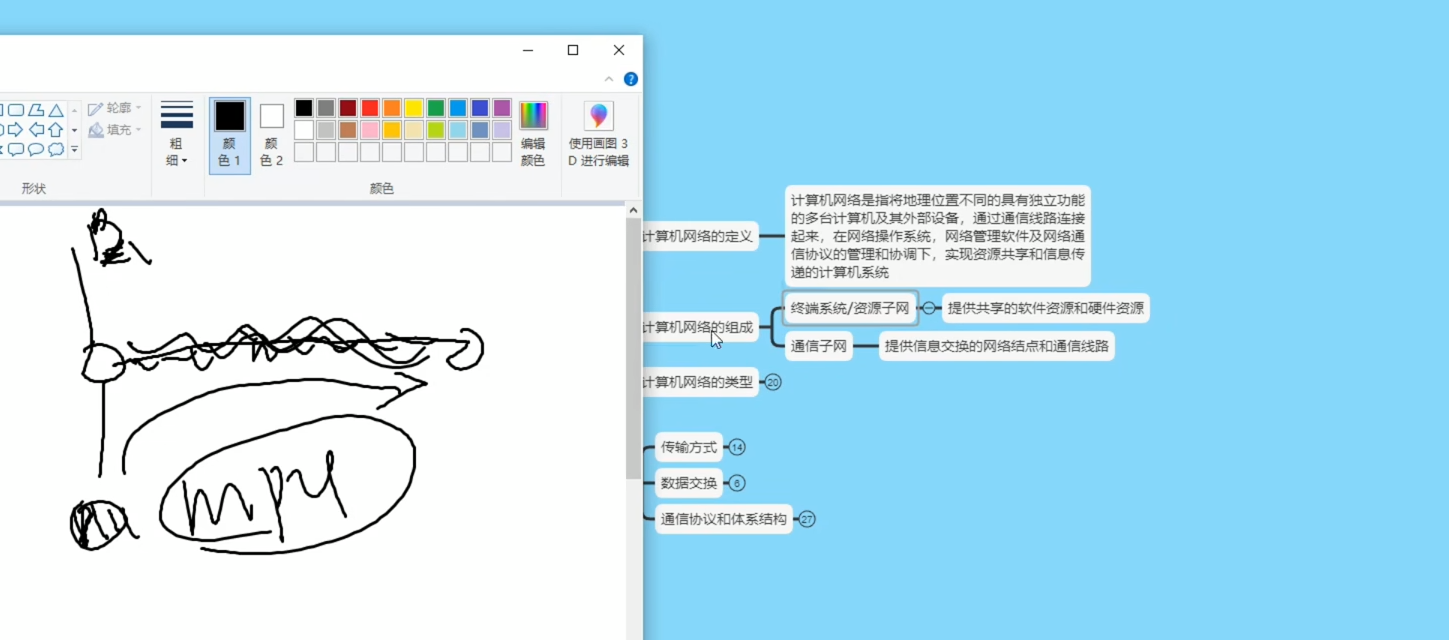 ?
轮廓
填充
粗
细
颜
色 1
颜
色 2
编辑
颜色
使用画图 3
D 进行编辑
形状
颜色
mp4
计算机网络的定义
计算机网络是指将地理位置不同的具有独立功能
的多台计算机及其外部设备，通过通信线路连接
起来，在网络操作系统，网络管理软件及网络通
信协议的管理和协调下，实现资源共享和信息传
递的计算机系统
计算机网络的组成
终端系统/资源子网
提供共享的软件资源和硬件资源
通信子网
提供信息交换的网络结点和通信线路
计算机网络的类型
20
传输方式
14
数据交换
6
通信协议和体系结构
27